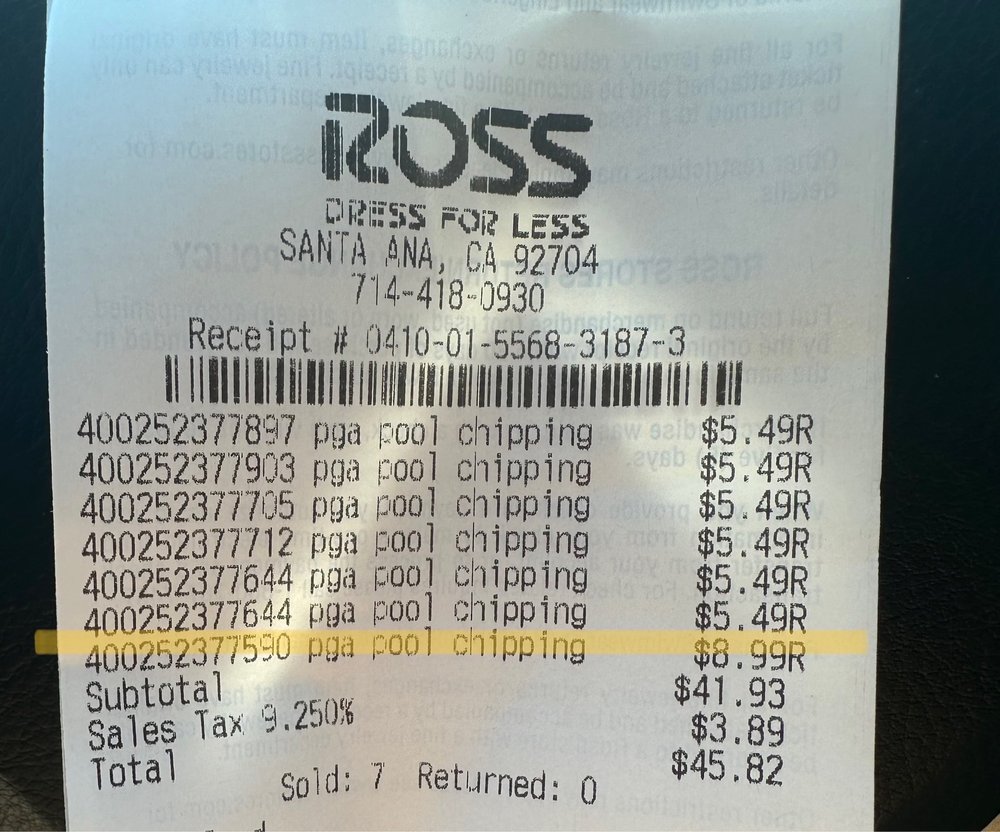 ROSS
DRESS FOR LESS
SANTA ANA, CA 92704
714-418-0930
Receipt # 0410-01-5568-3187-3
400252377897 pga pool chipping $5.49R
400252377903 pga pool chipping $5.49R
400252377705 pga pool chipping $5.49R
400252377712 pga pool chipping $5.49R
400252377644 pga pool chipping $5.49R
400252377644 pga pool chipping $5.49R
400252377590 pga pool chipping $8.99R
Subtotal $41.93
Sales Tax 9.250% $3.89
Total $45.82
Sold: 7 Returned: 0